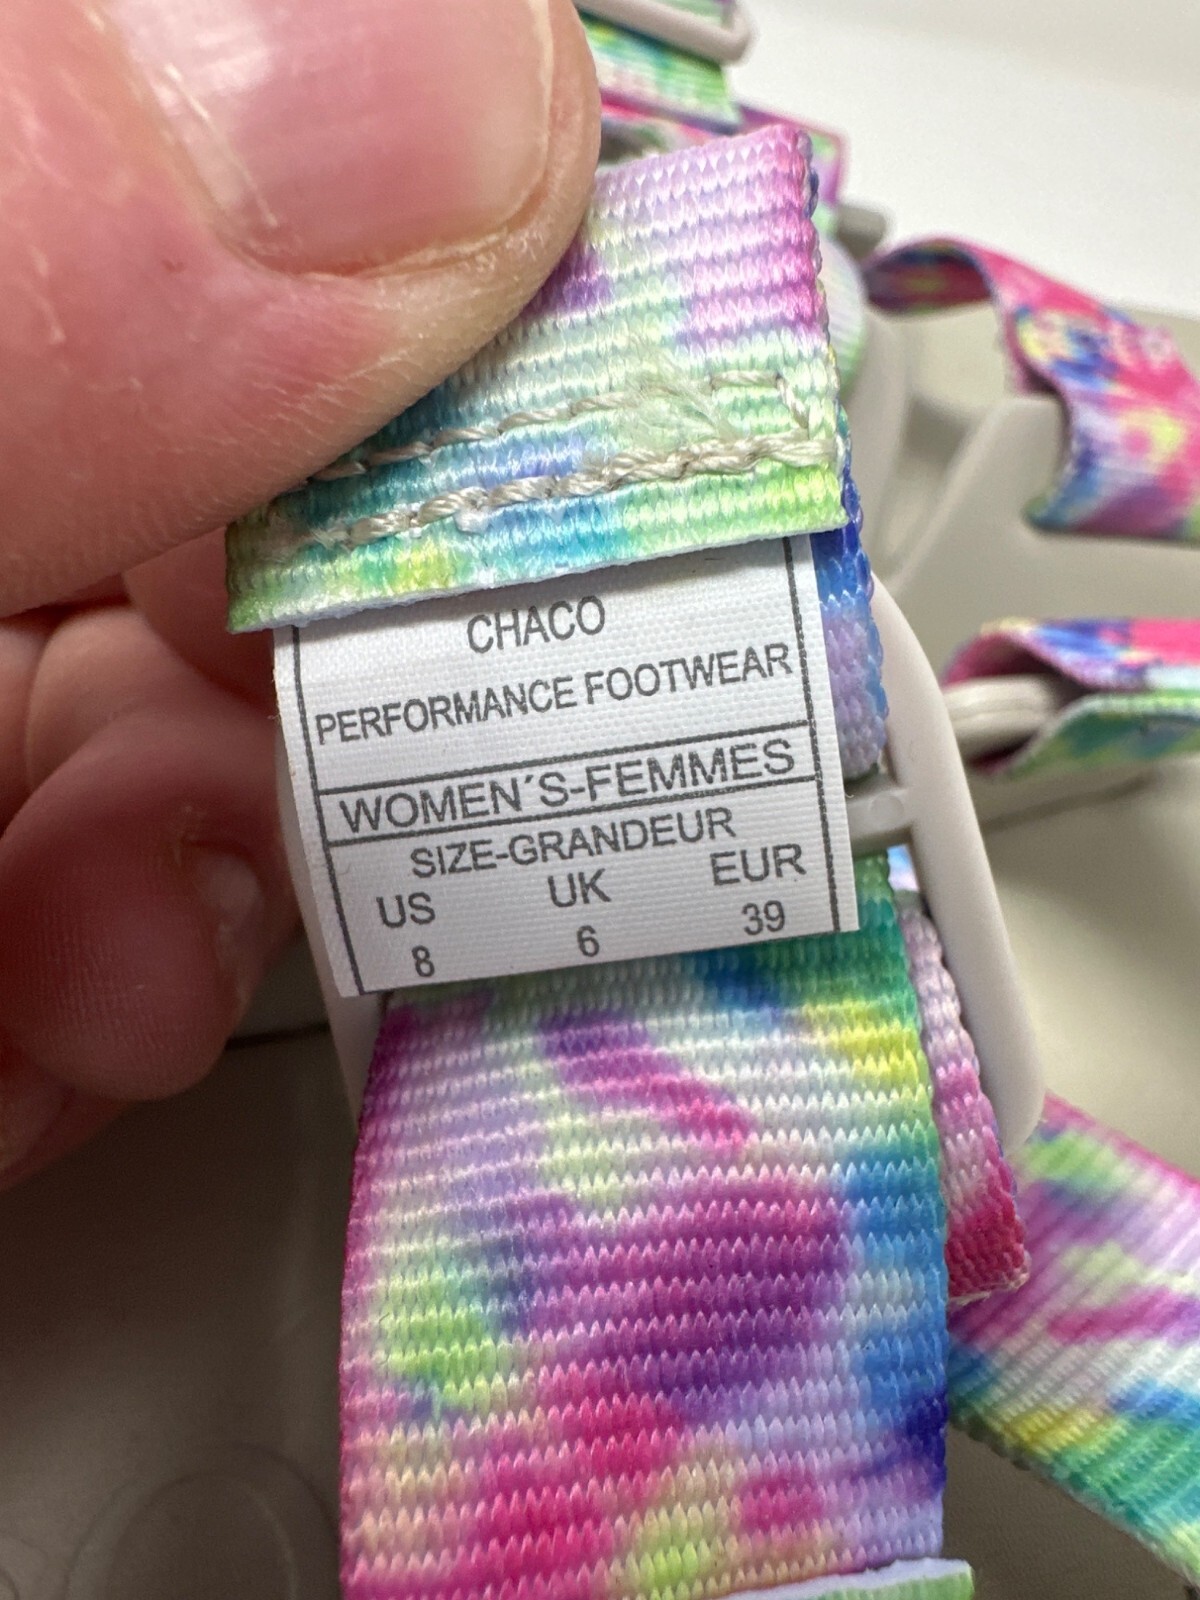 CHACO
PERFORMANCE FOOTWEAR
WOMEN´S-FEMMES
SIZE-GRANDEUR
US UK EUR
8 6 39